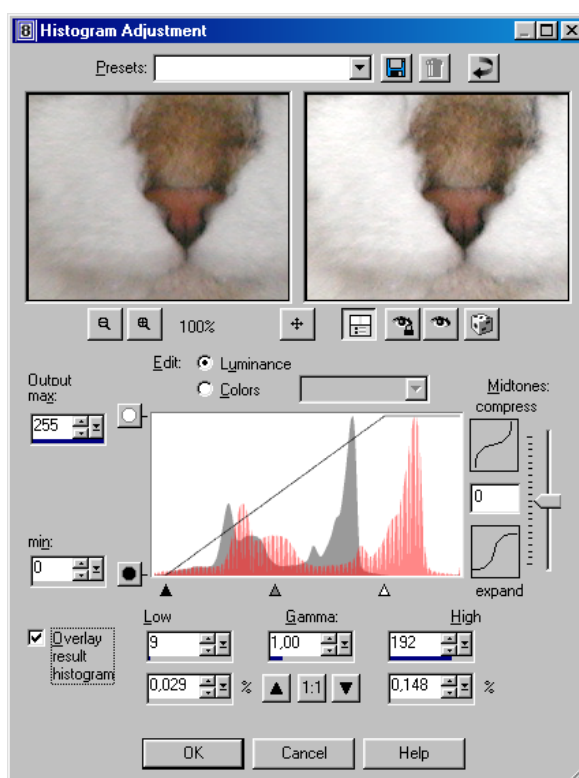 8 Histogram Adjustment
Presets:
100%
Edit: Luminance
Colors
Output max:
255
Midtones:
compress
0
min:
0
expand
Low Gamma: High
9 1,00 192
Overlay result histogram
0,029 % 1:1 0,148 %
OK Cancel Help